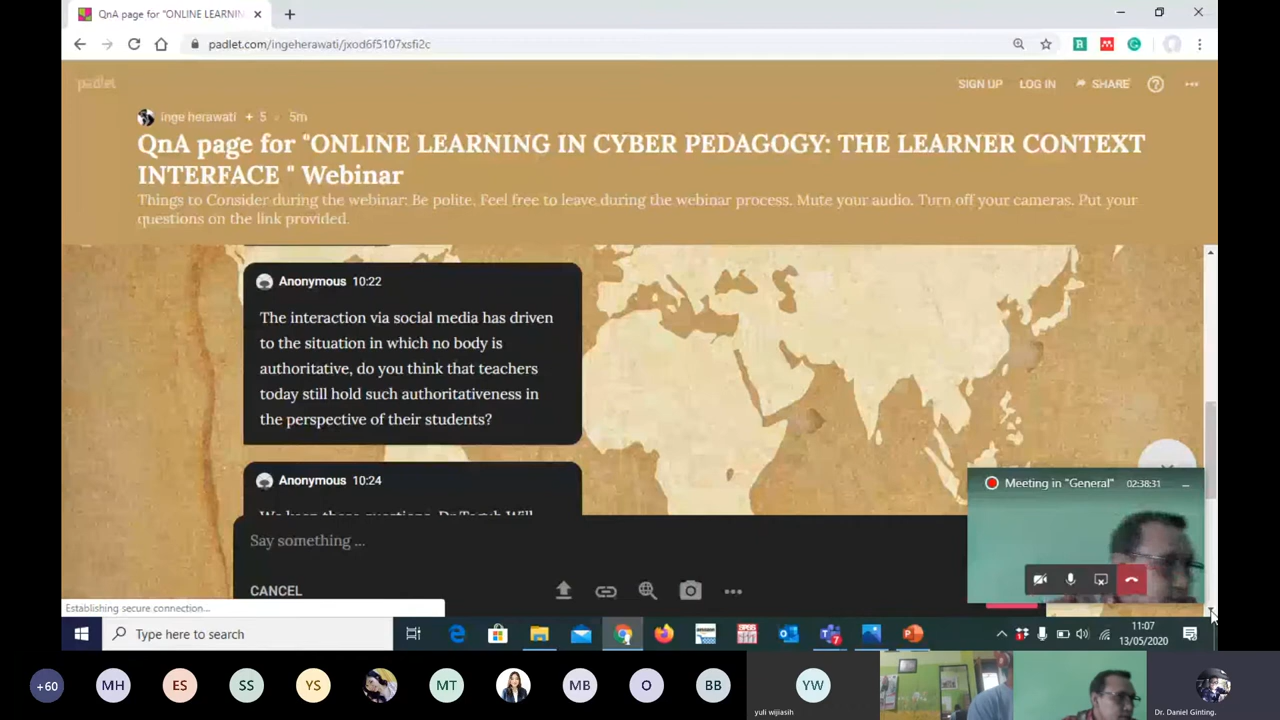 QnA page for "ONLINE LEARNIN
padlet.com/ingeherawati/jxod6f5107xsfi2c
padlet
SIGN UP LOG IN SHARE
inge herawati + 5 5m
QnA page for "ONLINE LEARNING IN CYBER PEDAGOGY: THE LEARNER CONTEXT
INTERFACE " Webinar
Things to Consider during the webinar: Be polite. Feel free to leave during the webinar process. Mute your audio. Turn off your cameras. Put your
questions on the link provided.
Anonymous 10:22
The interaction via social media has driven
to the situation in which no body is
authoritative, do you think that teachers
today still hold such authoritativeness in
the perspective of their students?
Anonymous 10:24
Say something ...
CANCEL
Meeting in "General" 02:38:31
Establishing secure connection...
Type here to search
11:07
13/05/2020
+60 MH ES SS YS MT MB O BB YW
yuli wijiasih
Dr. Daniel Ginting.